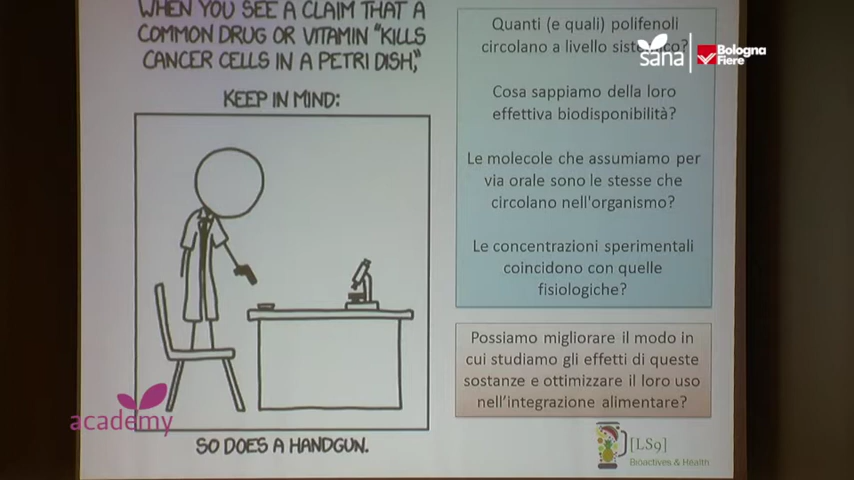 WHEN YOU SEE A CLAIM THAT A
COMMON DRUG OR VITAMIN "KILLS
CANCER CELLS IN A PETRI DISH,"
KEEP IN MIND:
SO DOES A HANDGUN.
Quanti (e quali) polifenoli
circolano a livello
Cosa sappiamo della loro
effettiva biodisponibilità?
Le molecole che assumiamo per
via orale sono le stesse che
circolano nell'organismo?
Le concentrazioni sperimentali
coincidono con quelle
fisiologiche?
Possiamo migliorare il modo in
cui studiamo gli effetti di queste
sostanze e ottimizzare il loro uso
nell'integrazione alimentare?
[LS9]
Bioactives & Health
sana
Bologna
Fiere
academy